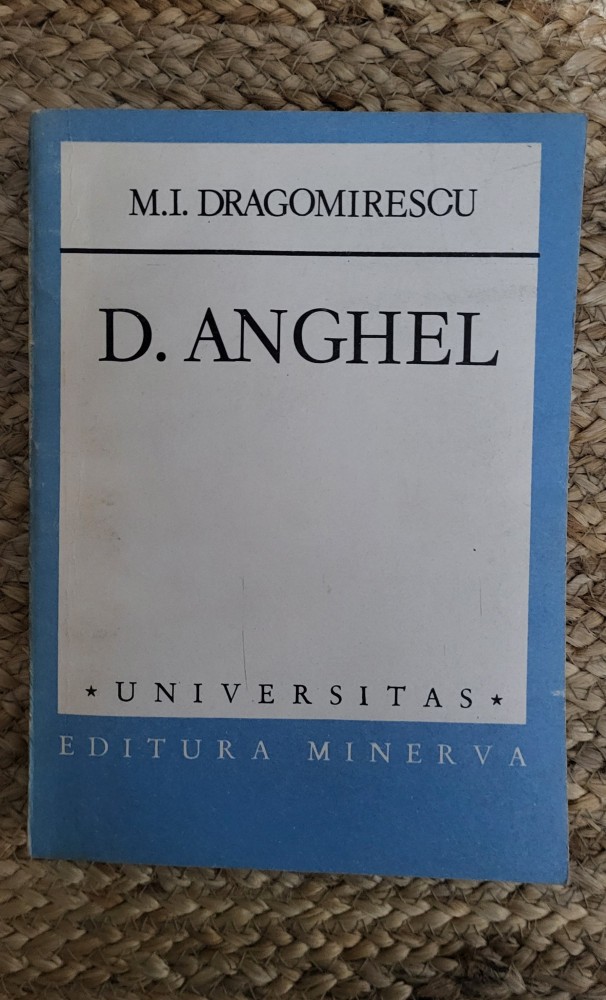 M.I. DRAGOMIRESCU
D. ANGHEL
★ UNIVERSITAS ★
EDITURA MINERVA